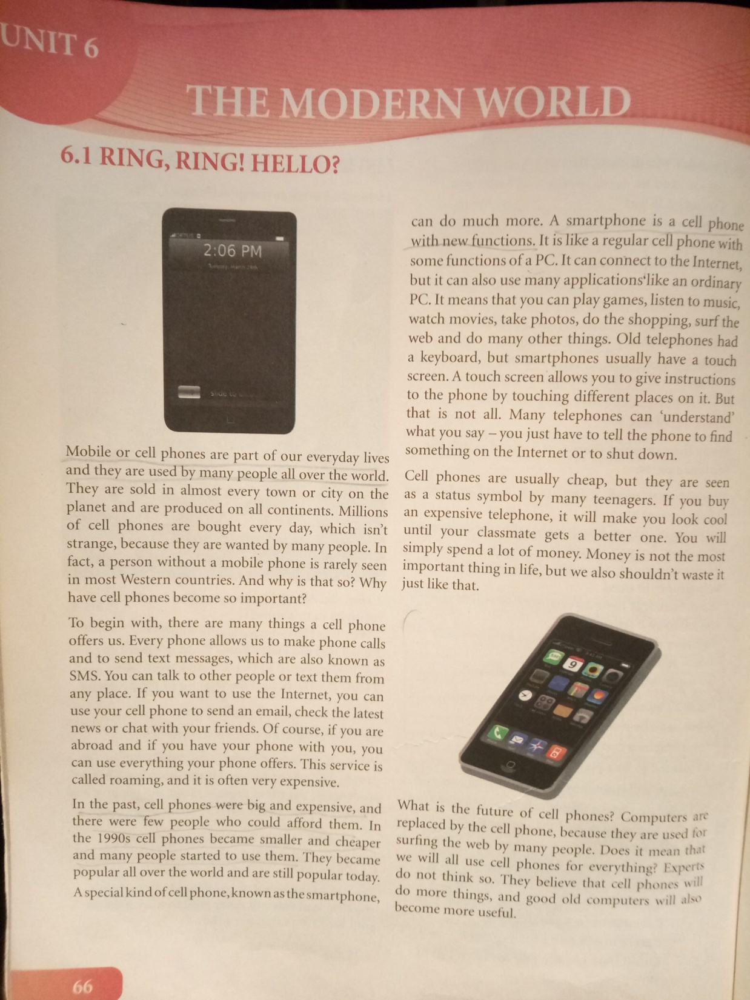 UNIT 6
THE MODERN WORLD
6.1 RING, RING! HELLO?
2:06 PM
Mobile or cell phones are part of our everyday lives
and they are used by many people all over the world.
They are sold in almost every town or city on the
planet and are produced on all continents. Millions
of cell phones are bought every day, which isn't
strange, because they are wanted by many people. In
fact, a person without a mobile phone is rarely seen
in most Western countries. And why is that so? Why
have cell phones become so important?
To begin with, there are many things a cell phone
offers us. Every phone allows us to make phone calls
and to send text messages, which are also known as
SMS. You can talk to other people or text them from
any place. If you want to use the Internet, you can
use your cell phone to send an email, check the latest
news or chat with your friends. Of course, if you are
abroad and if you have your phone with you, you
can use everything your phone offers. This service is
called roaming, and it is often very expensive.
In the past, cell phones were big and expensive, and
there were few people who could afford them. In
the 1990s cell phones became smaller and cheaper
and many people started to use them. They became
popular all over the world and are still popular today.
A special kind of cell phone, known as the smartphone,
can do much more. A smartphone is a cell phone
with new functions. It is like a regular cell phone with
some functions of a PC. It can connect to the Internet,
but it can also use many applications like an ordinary
PC. It means that you can play games, listen to music,
watch movies, take photos, do the shopping, surf the
web and do many other things. Old telephones had
a keyboard, but smartphones usually have a touch
screen. A touch screen allows you to give instructions
to the phone by touching different places on it. But
that is not all. Many telephones can ‘understand’
what you say – you just have to tell the phone to find
something on the Internet or to shut down.
Cell phones are usually cheap, but they are seen
as a status symbol by many teenagers. If you buy
an expensive telephone, it will make you look cool
until your classmate gets a better one. You will
simply spend a lot of money. Money is not the most
important thing in life, but we also shouldn't waste it
just like that.
9
What is the future of cell phones? Computers are
replaced by the cell phone, because they are used for
surfing the web by many people. Does it mean that
we will all use cell phones for everything? Experts
do not think so. They believe that cell phones will
do more things, and good old computers will also
become more useful.
66